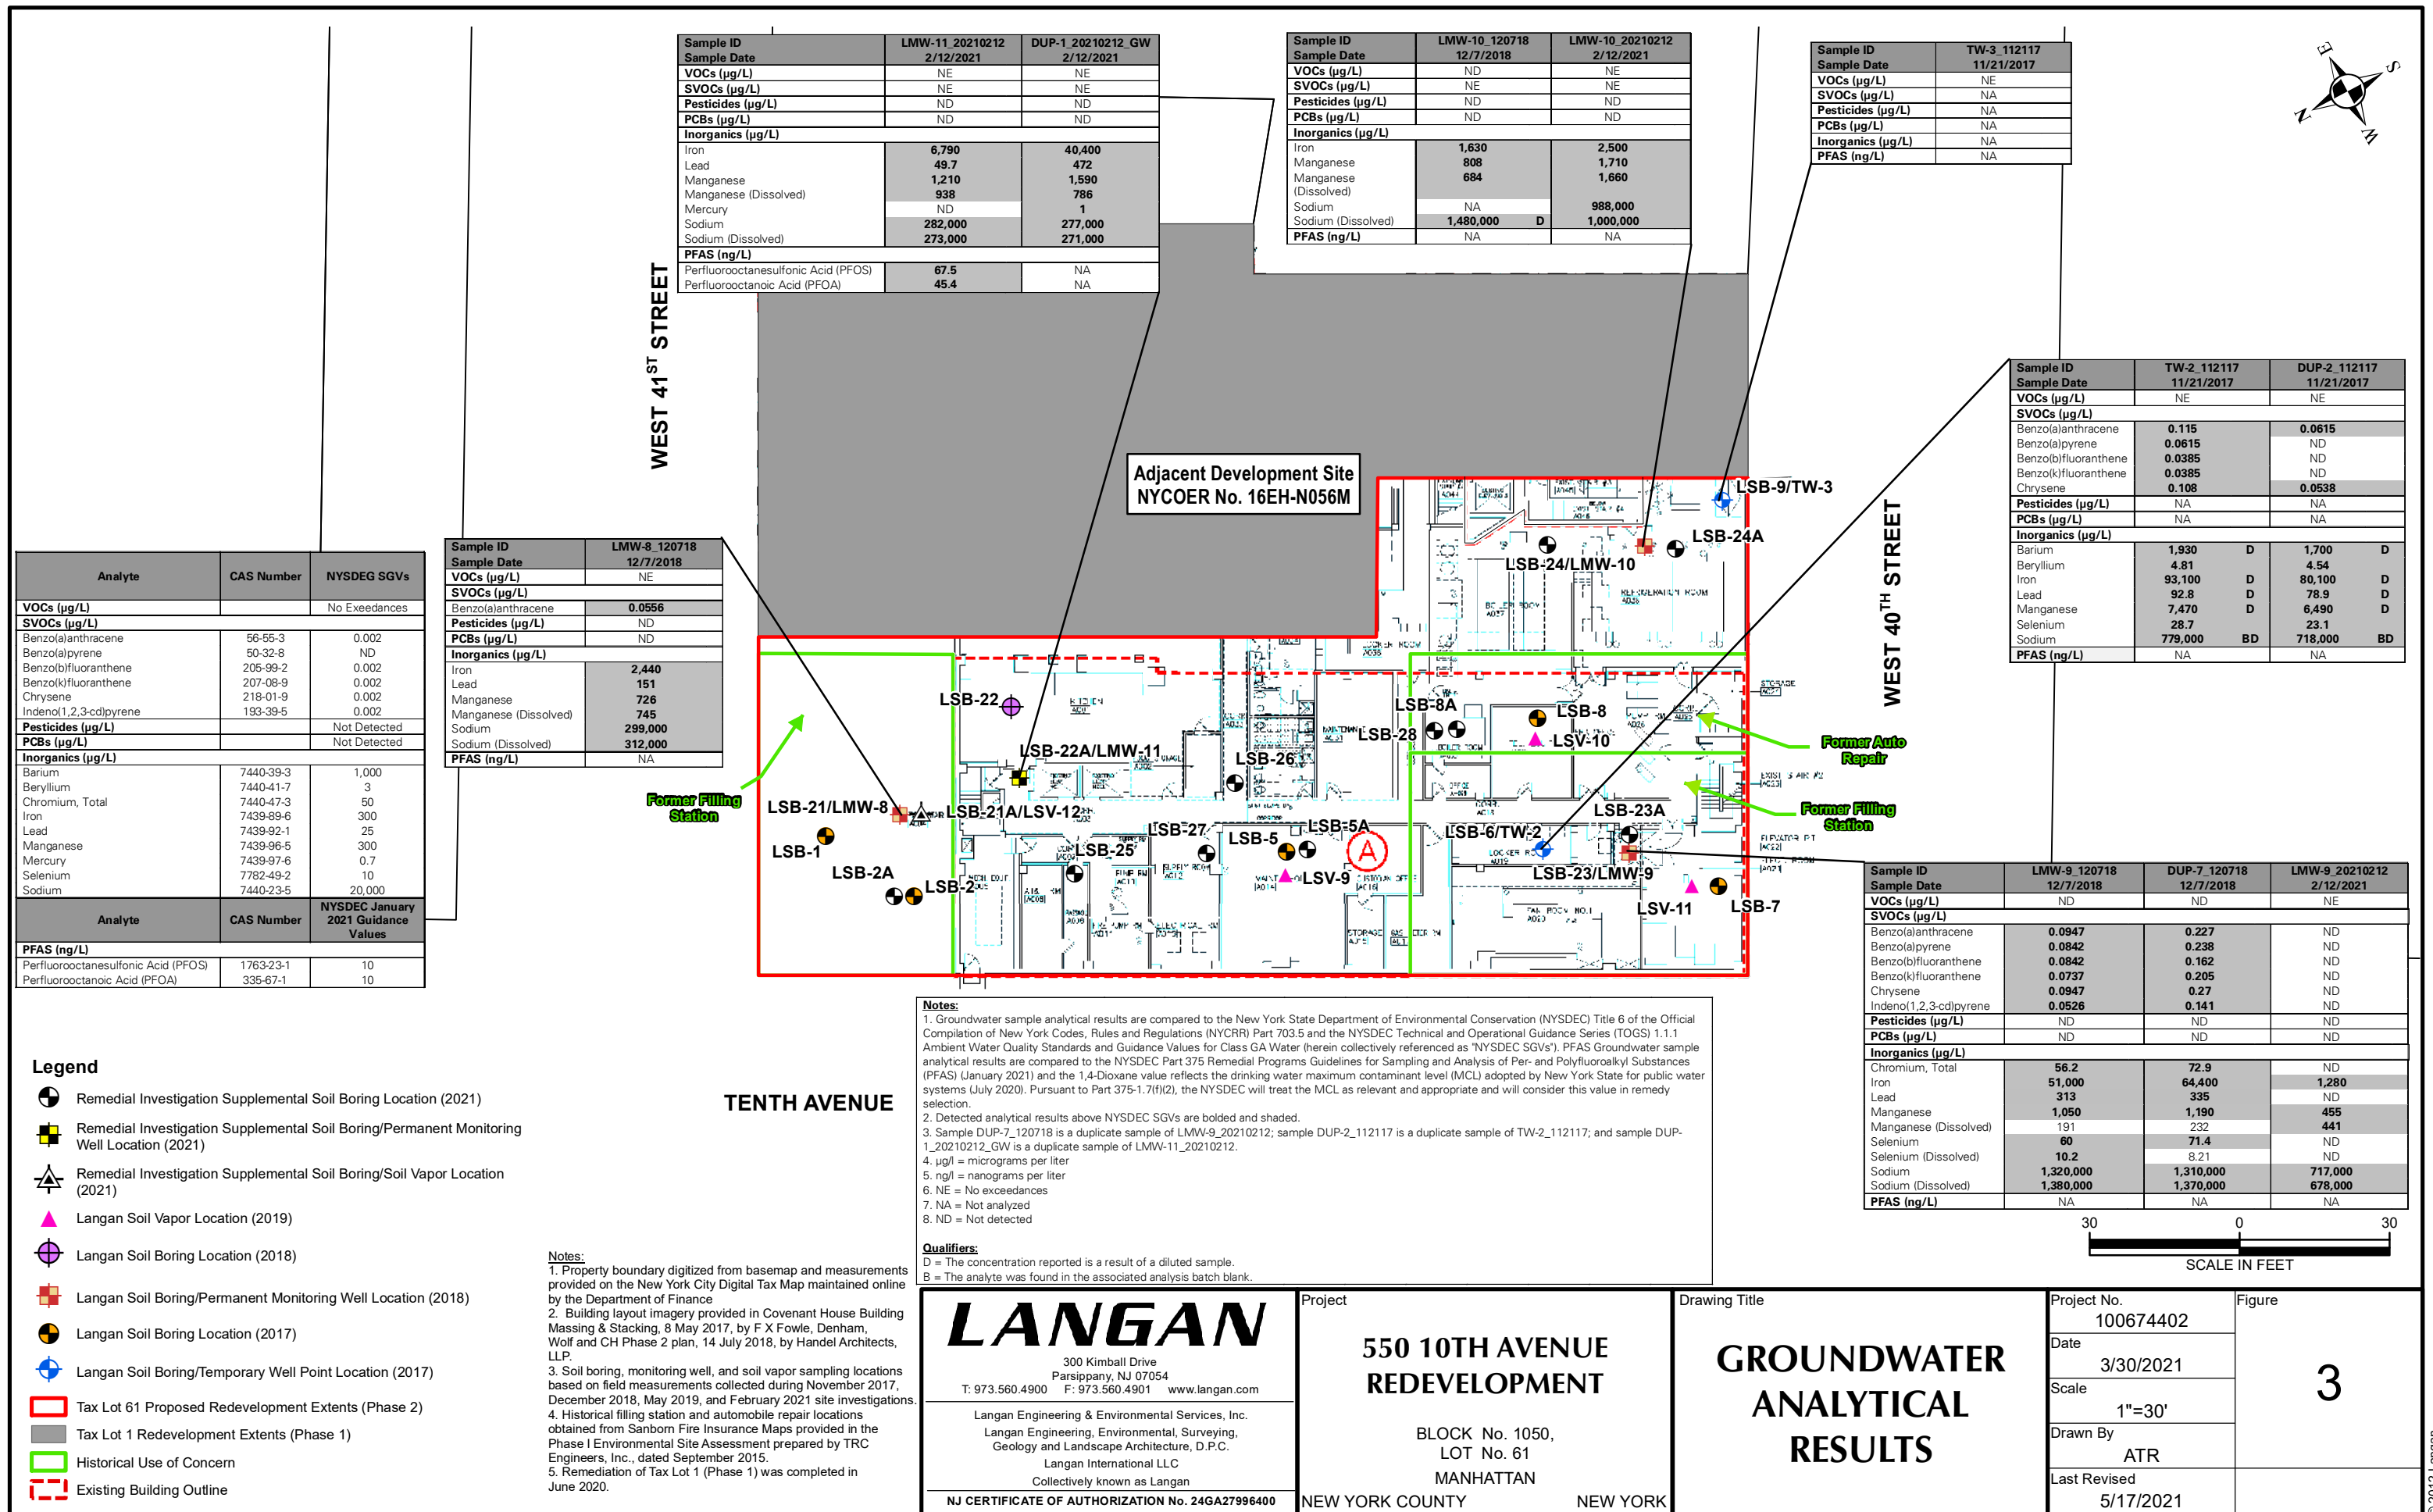 Sample ID LMW-11_20210212 DUP-1_20210212_GW
Sample Date 2/12/2021 2/12/2021
VOCs (µg/L) NE NE
SVOCs (µg/L) NE NE
Pesticides (µg/L) ND ND
PCBs (µg/L) ND ND
Inorganics (µg/L)
Iron 6,790 40,400
Lead 49.7 472
Manganese 1,210 1,590
Manganese (Dissolved) 938 786
Mercury ND 1
Sodium 282,000 277,000
Sodium (Dissolved) 273,000 271,000
PFAS (ng/L)
Perfluorooctanesulfonic Acid (PFOS) 67.5 NA
Perfluorooctanoic Acid (PFOA) 45.4 NA
Sample ID LMW-10_120718 LMW-10_20210212
Sample Date 12/7/2018 2/12/2021
VOCs (µg/L) ND NE
SVOCs (µg/L) NE NE
Pesticides (µg/L) ND ND
PCBs (µg/L) ND ND
Inorganics (µg/L)
Iron 1,630 2,500
Manganese 808 1,710
Manganese 684 1,660
(Dissolved)
Sodium NA 988,000
Sodium (Dissolved) 1,480,000 D 1,000,000
PFAS (ng/L) NA NA
Sample ID TW-3_112117
Sample Date 11/21/2017
VOCs (µg/L) NE
SVOCs (µg/L) NA
Pesticides (µg/L) NA
PCBs (µg/L) NA
Inorganics (µg/L) NA
PFAS (ng/L) NA
E
S
N
W
WEST 41ST STREET
Adjacent Development Site
NYCOER No. 16EH-N056M
WEST 40TH STREET
Sample ID TW-2_112117 DUP-2_112117
Sample Date 11/21/2017 11/21/2017
VOCs (µg/L) NE NE
SVOCs (µg/L)
Benzo(a)anthracene 0.115 0.0615
Benzo(a)pyrene 0.0615 ND
Benzo(b)fluoranthene 0.0385 ND
Benzo(k)fluoranthene 0.0385 ND
Chrysene 0.108 0.0538
Pesticides (µg/L) NA NA
PCBs (µg/L) NA NA
Inorganics (µg/L)
Barium 1,930 D 1,700 D
Beryllium 4.81 4.54
Iron 93,100 D 80,100 D
Lead 92.8 D 78.9 D
Manganese 7,470 D 6,490 D
Selenium 28.7 23.1
Sodium 779,000 BD 718,000 BD
PFAS (ng/L) NA NA
Analyte CAS Number NYSDEG SGVs
VOCs (µg/L) No Exeedances
SVOCs (µg/L)
Benzo(a)anthracene 56-55-3 0.002
Benzo(a)pyrene 50-32-8 ND
Benzo(b)fluoranthene 205-99-2 0.002
Benzo(k)fluoranthene 207-08-9 0.002
Chrysene 218-01-9 0.002
Indeno(1,2,3-cd)pyrene 193-39-5 0.002
Pesticides (µg/L) Not Detected
PCBs (µg/L) Not Detected
Inorganics (µg/L)
Barium 7440-39-3 1,000
Beryllium 7440-41-7 3
Chromium, Total 7440-47-3 50
Iron 7439-89-6 300
Lead 7439-92-1 25
Manganese 7439-96-5 300
Mercury 7439-97-6 0.7
Selenium 7782-49-2 10
Sodium 7440-23-5 20,000
Analyte CAS Number NYSDEC January
2021 Guidance
Values
PFAS (ng/L)
Perfluorooctanesulfonic Acid (PFOS) 1763-23-1 10
Perfluorooctanoic Acid (PFOA) 335-67-1 10
Sample ID LMW-8_120718
Sample Date 12/7/2018
VOCs (µg/L) NE
SVOCs (µg/L)
Benzo(a)anthracene 0.0556
Pesticides (µg/L) ND
PCBs (µg/L) ND
Inorganics (µg/L)
Iron 2,440
Lead 151
Manganese 726
Manganese (Dissolved) 745
Sodium 299,000
Sodium (Dissolved) 312,000
PFAS (ng/L) NA
LSB-9/TW-3
LSB-24A
LSB-24/LMW-10
BOILER ROOM
A037
REFRIGERATION ROOM
LSB-22
KITCHEN
LSB-8A
LSB-8
LSB-28
LSV-10
STORAGE
Former Auto
Repair
LSB-22A/LMW-11
LSB-26
Former Filling
Station
LSB-21/LMW-8
LSB-21A/LSV-12
LSB-1
LSB-27
LSB-5
LSB-5A
A
LSB-25
LSB-6/TW-2
LSB-23A
Former Filling
Station
LSB-2A
LSB-2
LSV-9
LSB-23/LMW-9
LSV-11
LSB-7
FAN ROOM NO.1
A020
Sample ID LMW-9_120718 DUP-7_120718 LMW-9_20210212
Sample Date 12/7/2018 12/7/2018 2/12/2021
VOCs (µg/L) ND ND NE
SVOCs (µg/L)
Benzo(a)anthracene 0.0947 0.227 ND
Benzo(a)pyrene 0.0842 0.238 ND
Benzo(b)fluoranthene 0.0842 0.162 ND
Benzo(k)fluoranthene 0.0737 0.205 ND
Chrysene 0.0947 0.27 ND
Indeno(1,2,3-cd)pyrene 0.0526 0.141 ND
Pesticides (µg/L) ND ND ND
PCBs (µg/L) ND ND ND
Inorganics (µg/L)
Chromium, Total 56.2 72.9 ND
Iron 51,000 64,400 1,280
Lead 313 335 ND
Manganese 1,050 1,190 455
Manganese (Dissolved) 191 232 441
Selenium 60 71.4 ND
Selenium (Dissolved) 10.2 8.21 ND
Sodium 1,320,000 1,310,000 717,000
Sodium (Dissolved) 1,380,000 1,370,000 678,000
PFAS (ng/L) NA NA NA
30 0 30
SCALE IN FEET
TENTH AVENUE
Notes:
1. Groundwater sample analytical results are compared to the New York State Department of Environmental Conservation (NYSDEC) Title 6 of the Official
Compilation of New York Codes, Rules and Regulations (NYCRR) Part 703.5 and the NYSDEC Technical and Operational Guidance Series (TOGS) 1.1.1
Ambient Water Quality Standards and Guidance Values for Class GA Water (herein collectively referenced as "NYSDEC SGVs"). PFAS Groundwater sample
analytical results are compared to the NYSDEC Part 375 Remedial Programs Guidelines for Sampling and Analysis of Per- and Polyfluoroalkyl Substances
(PFAS) (January 2021) and the 1,4-Dioxane value reflects the drinking water maximum contaminant level (MCL) adopted by New York State for public water
systems (July 2020). Pursuant to Part 375-1.7(f)(2), the NYSDEC will treat the MCL as relevant and appropriate and will consider this value in remedy
selection.
2. Detected analytical results above NYSDEC SGVs are bolded and shaded.
3. Sample DUP-7_120718 is a duplicate sample of LMW-9_20210212; sample DUP-2_112117 is a duplicate sample of TW-2_112117; and sample DUP-
1_20210212_GW is a duplicate sample of LMW-11_20210212.
4. µg/l = micrograms per liter
5. ng/l = nanograms per liter
6. NE = No exceedances
7. NA = Not analyzed
8. ND = Not detected
Qualifiers:
D = The concentration reported is a result of a diluted sample.
B = The analyte was found in the associated analysis batch blank.
Legend
Remedial Investigation Supplemental Soil Boring Location (2021)
Remedial Investigation Supplemental Soil Boring/Permanent Monitoring
Well Location (2021)
Remedial Investigation Supplemental Soil Boring/Soil Vapor Location
(2021)
Langan Soil Vapor Location (2019)
Langan Soil Boring Location (2018)
Langan Soil Boring/Permanent Monitoring Well Location (2018)
Langan Soil Boring Location (2017)
Langan Soil Boring/Temporary Well Point Location (2017)
Tax Lot 61 Proposed Redevelopment Extents (Phase 2)
Tax Lot 1 Redevelopment Extents (Phase 1)
Historical Use of Concern
Existing Building Outline
Notes:
1. Property boundary digitized from basemap and measurements
provided on the New York City Digital Tax Map maintained online
by the Department of Finance
2. Building layout imagery provided in Covenant House Building
Massing & Stacking, 8 May 2017, by F X Fowle, Denham,
Wolf and CH Phase 2 plan, 14 July 2018, by Handel Architects,
LLP.
3. Soil boring, monitoring well, and soil vapor sampling locations
based on field measurements collected during November 2017,
December 2018, May 2019, and February 2021 site investigations.
4. Historical filling station and automobile repair locations
obtained from Sanborn Fire Insurance Maps provided in the
Phase I Environmental Site Assessment prepared by TRC
Engineers, Inc., dated September 2015.
5. Remediation of Tax Lot 1 (Phase 1) was completed in
June 2020.
LANGAN
300 Kimball Drive
Parsippany, NJ 07054
T: 973.560.4900 F: 973.560.4901 www.langan.com
Langan Engineering & Environmental Services, Inc.
Langan Engineering, Environmental, Surveying,
Geology and Landscape Architecture, D.P.C.
Langan International LLC
Collectively known as Langan
NJ CERTIFICATE OF AUTHORIZATION No. 24GA27996400
Project
550 10TH AVENUE
REDEVELOPMENT
BLOCK No. 1050,
LOT No. 61
MANHATTAN
NEW YORK COUNTY NEW YORK
Drawing Title
GROUNDWATER
ANALYTICAL
RESULTS
Project No.
100674402
Date
3/30/2021
Scale
1"=30'
Drawn By
ATR
Last Revised
5/17/2021
Figure
3